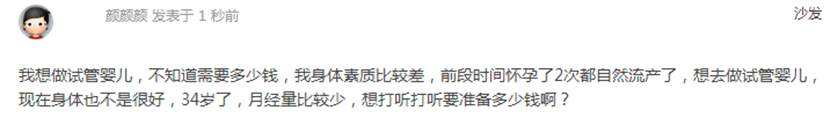 颜颜颜 发表于 1 秒前
沙发
我想做试管婴儿，不知道需要多少钱，我身体素质比较差，前段时间怀孕了2次都自然流产了，想去做试管婴儿，
现在身体也不是很好，34岁了，月经量比较少，想打听打听要准备多少钱啊？